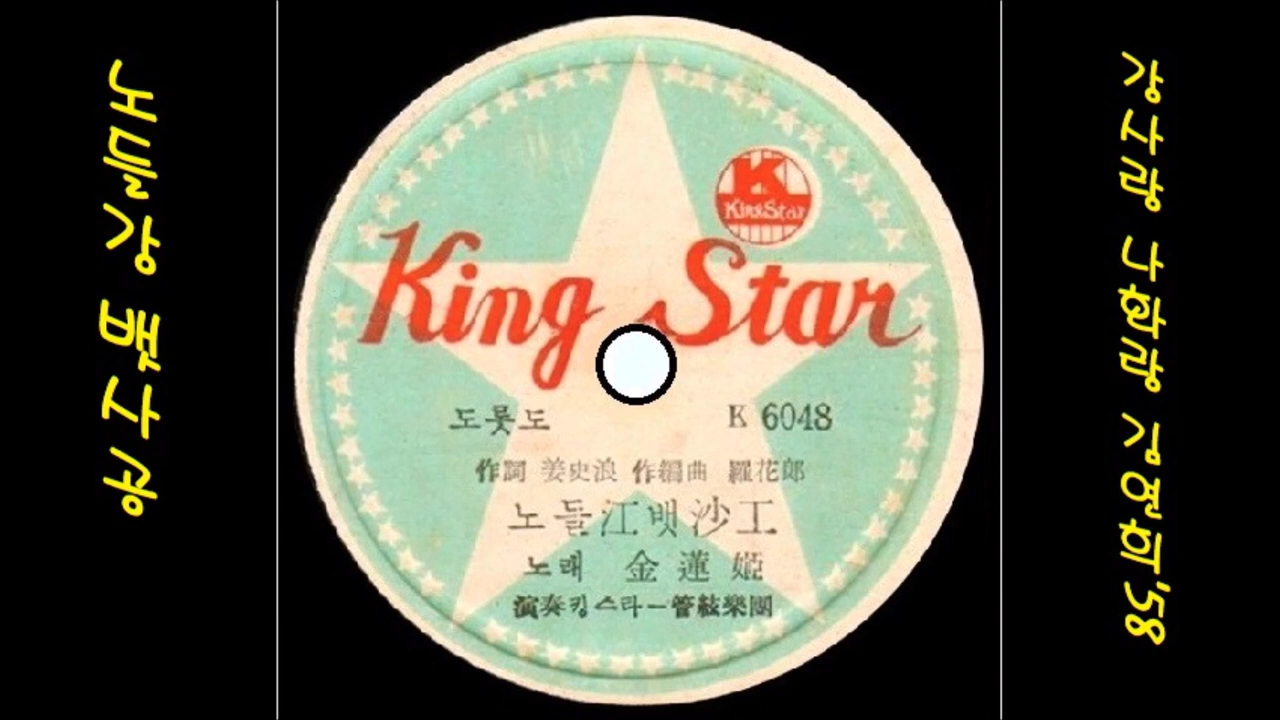 노들강 뱃사공
K
KingStar
King Star
도롯도 K 6048
作詞 姜史浪 作編曲 羅花郎
노들江뱃沙工
노래 金蓮姬
演奏킹스타ー管絃樂團
강사랑 나화랑 김연희'58